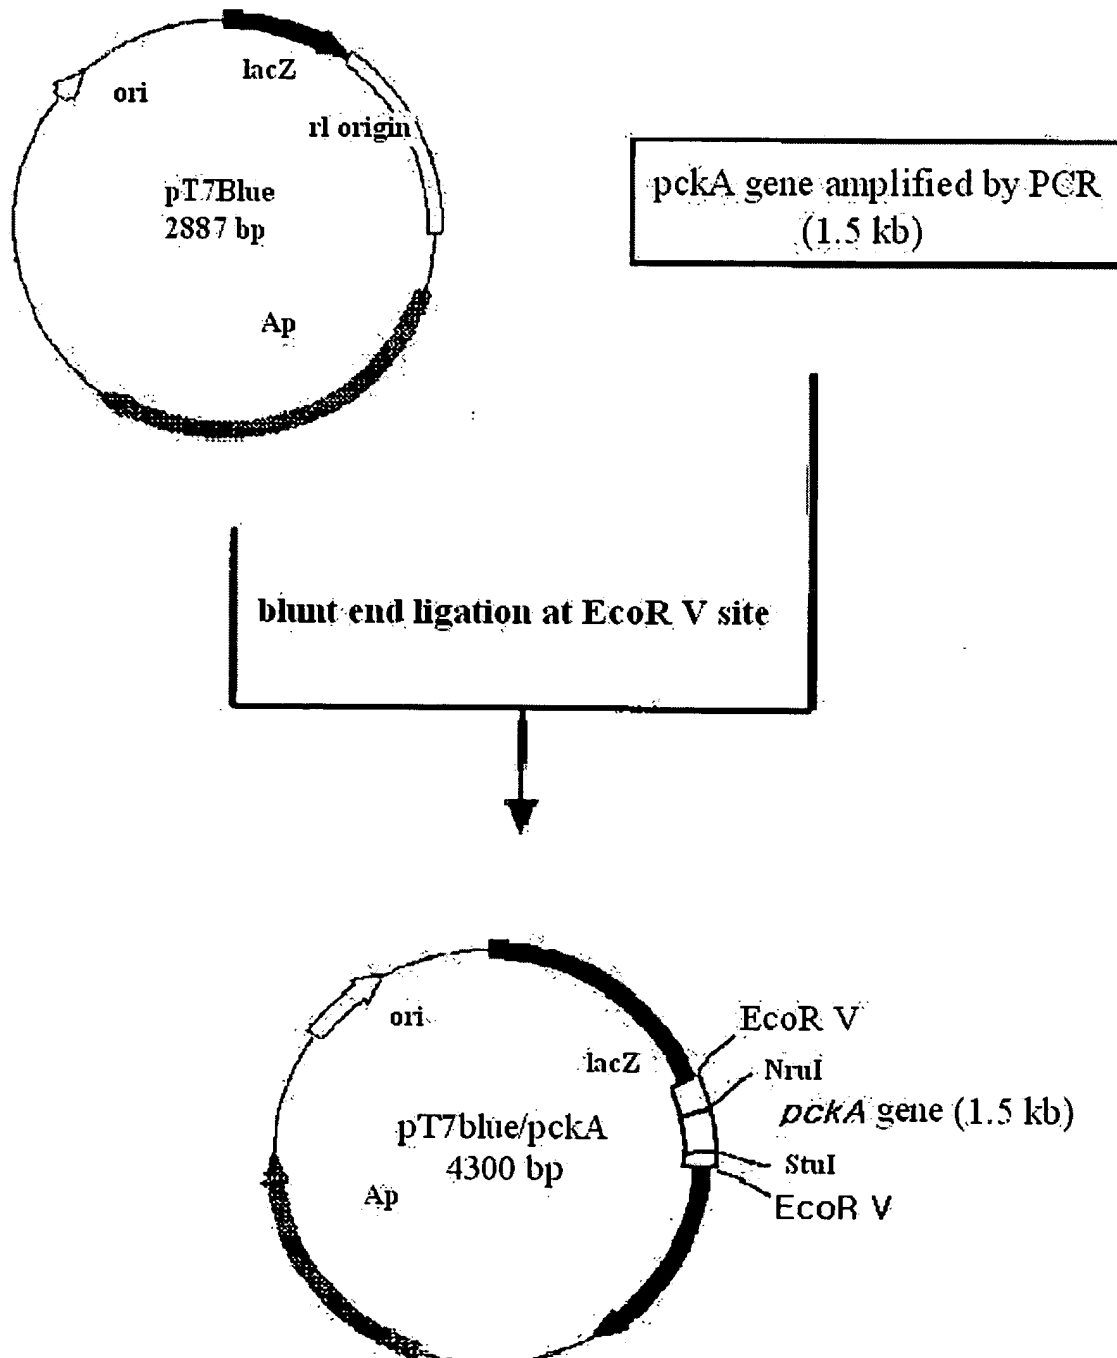 lacZ
ori
rl origin
pT7Blue
2887 bp
Ap
pckA gene amplified by PCR
(1.5 kb)
blunt end ligation at EcoR V site
ori
EcoR V
lacZ
NruI
pckA gene (1.5 kb)
pT7blue/pckA
4300 bp
StuI
Ap
EcoR V